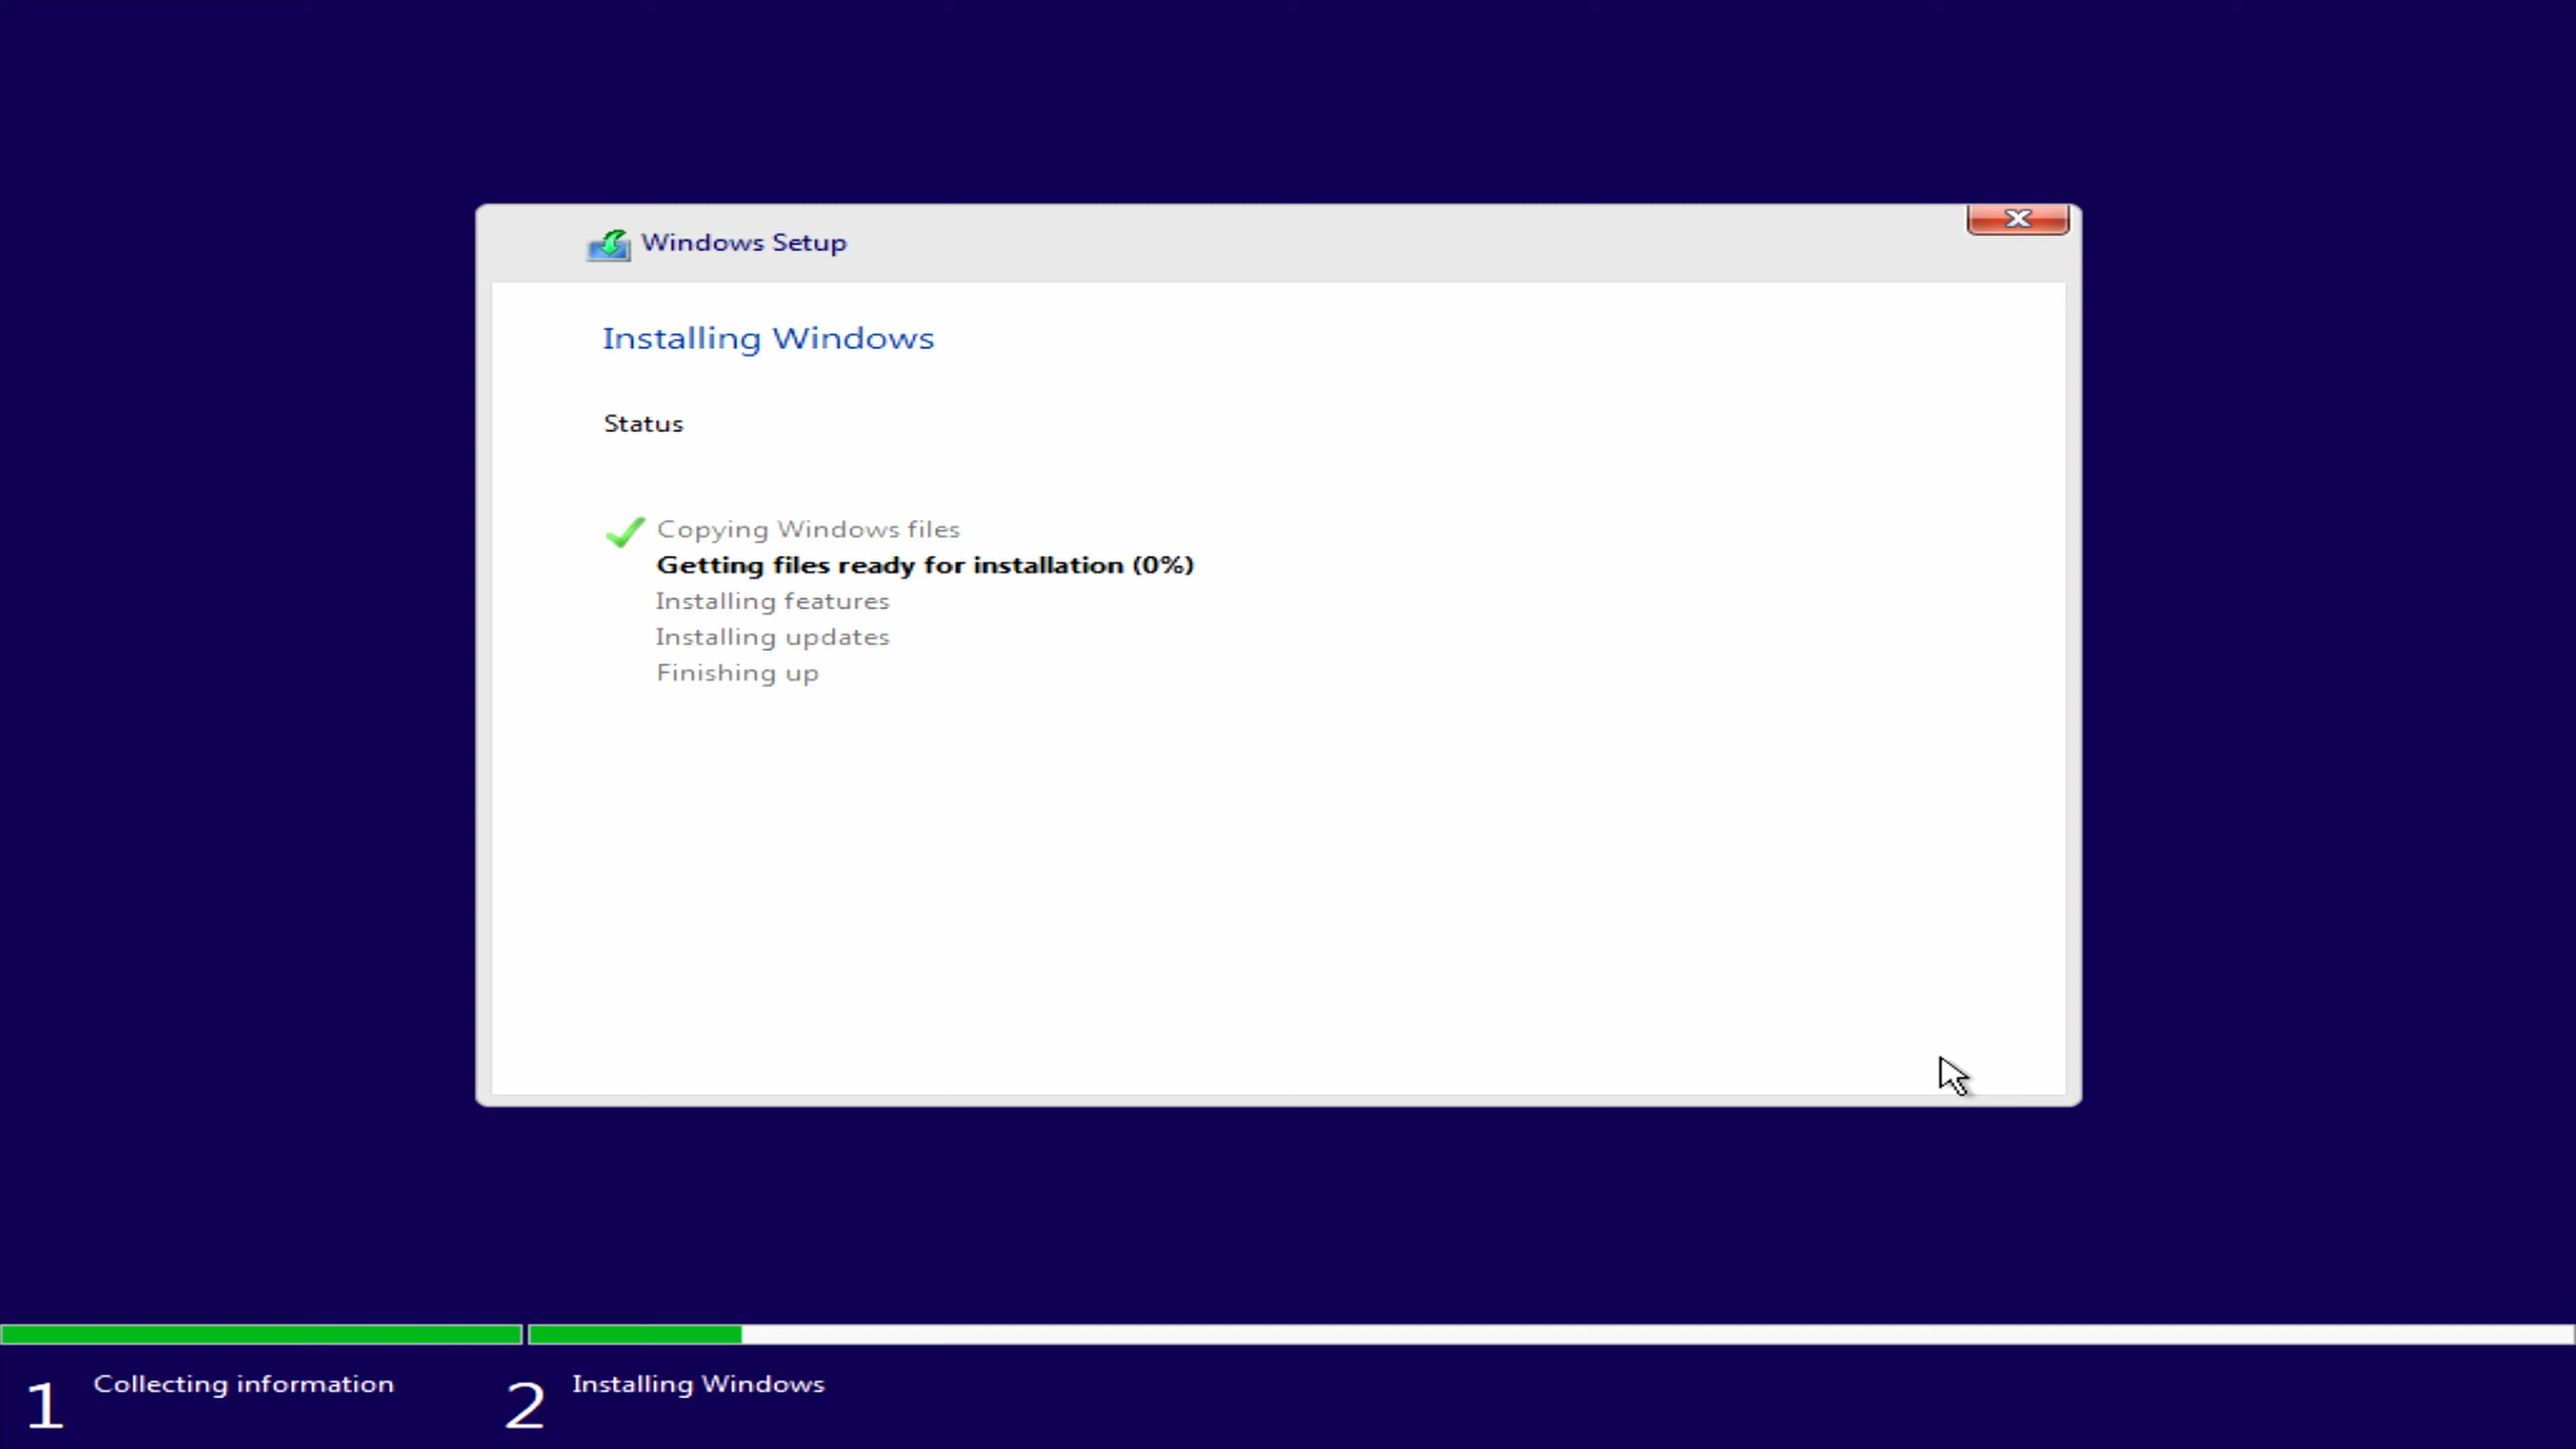 Windows Setup
Installing Windows
Status
Copying Windows files
Getting files ready for installation (0%)
Installing features
Installing updates
Finishing up
1 Collecting information
2 Installing Windows